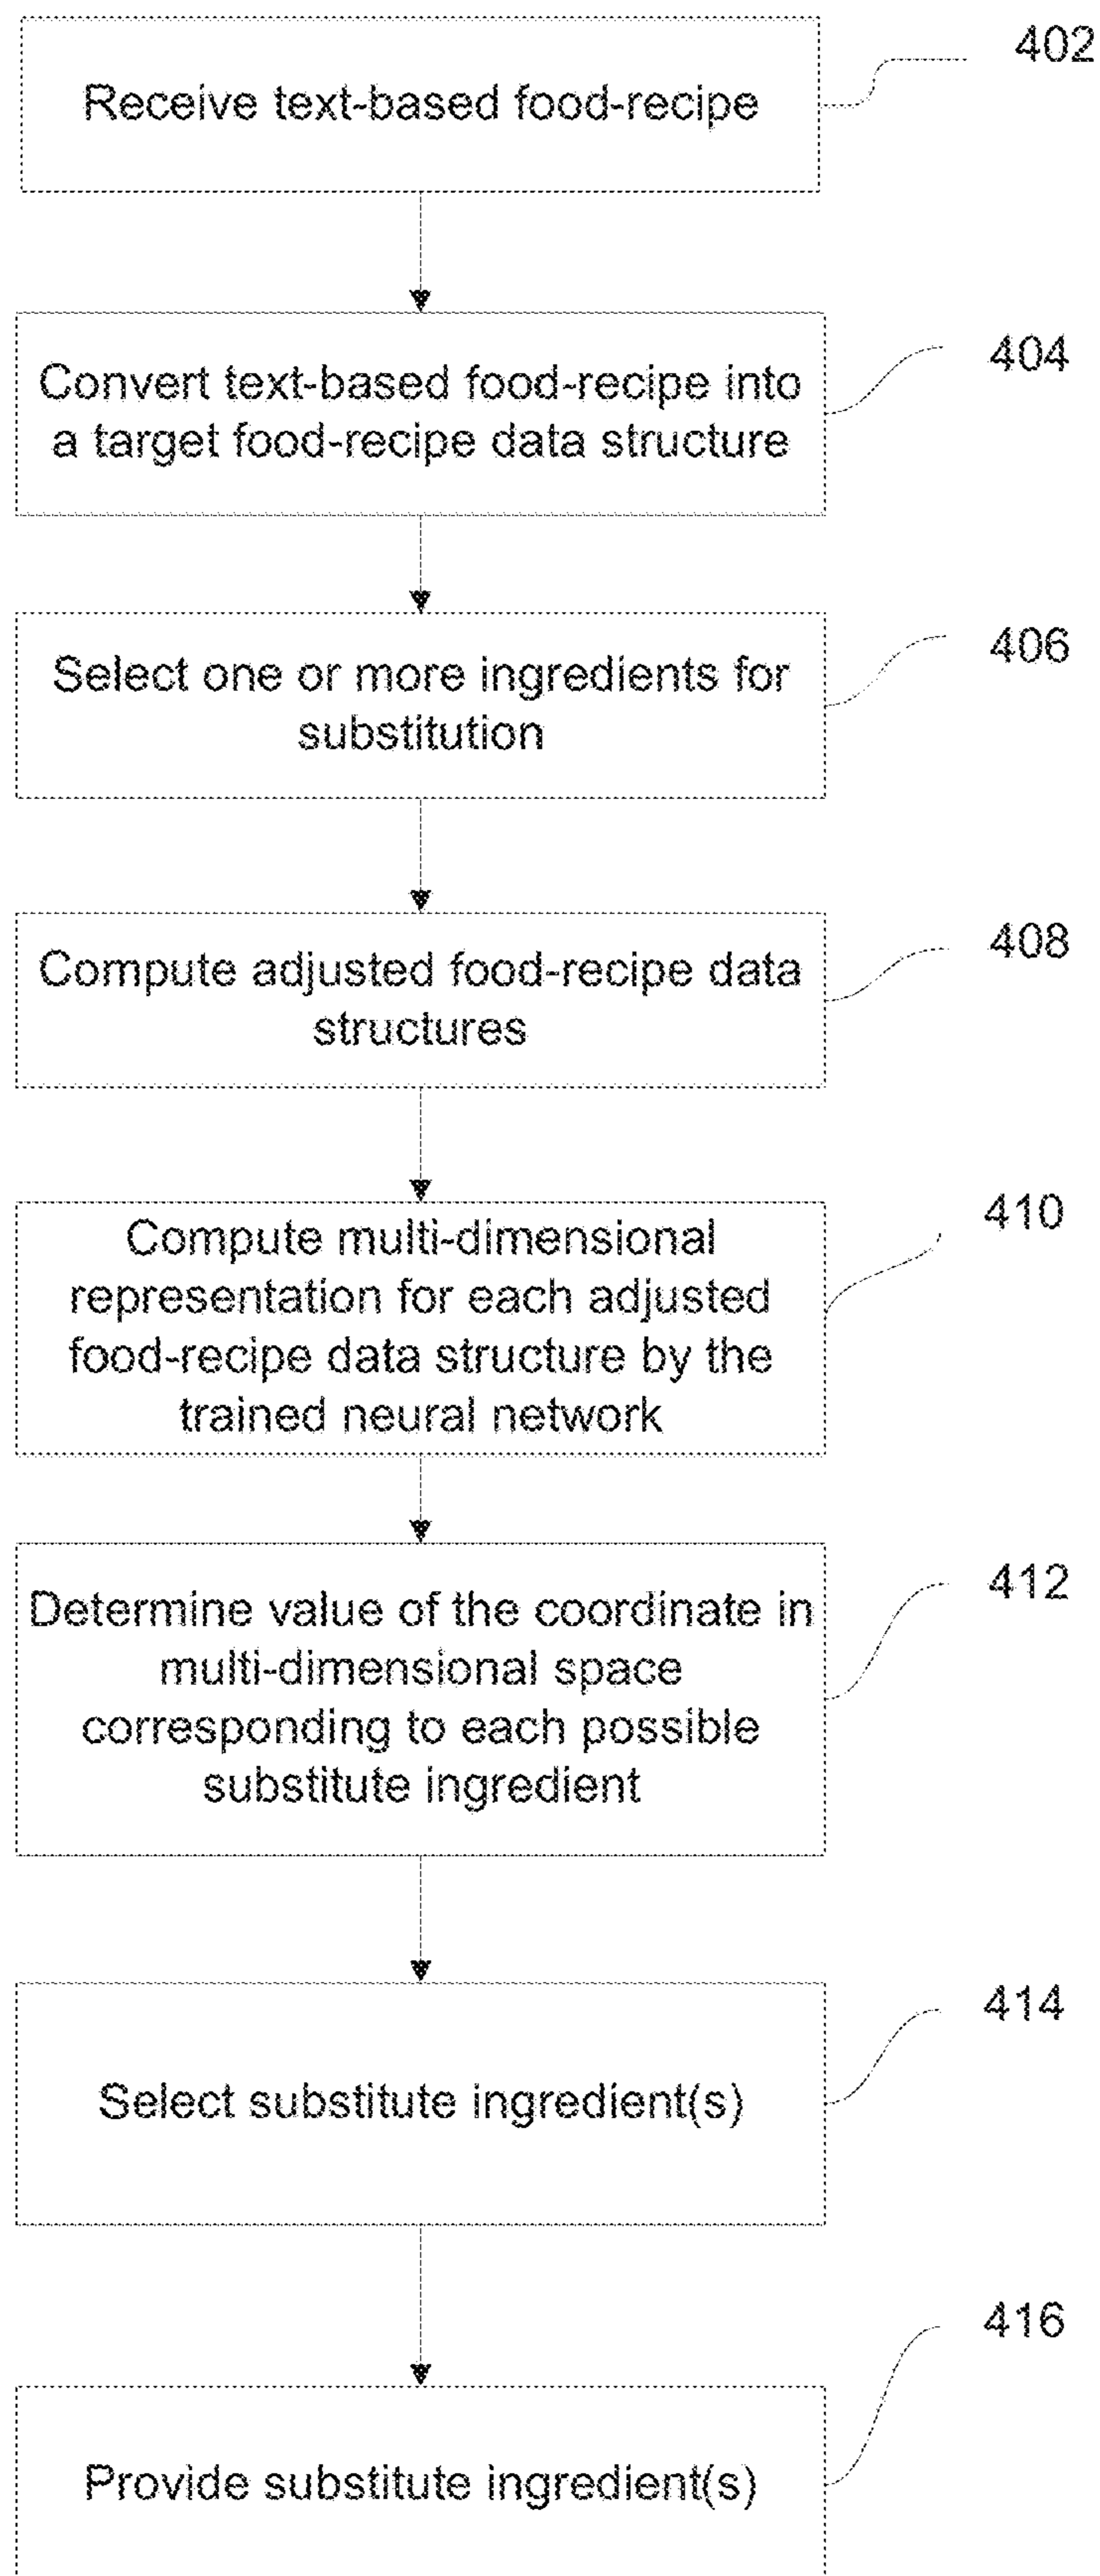 402
Receive text-based food-recipe
404
Convert text-based food-recipe into
a target food-recipe data structure
406
Select one or more ingredients for
substitution
408
Compute adjusted food-recipe data
structures
410
Compute multi-dimensional
representation for each adjusted
food-recipe data structure by the
trained neural network
412
Determine value of the coordinate in
multi-dimensional space
corresponding to each possible
substitute ingredient
414
Select substitute ingredient(s)
416
Provide substitute ingredient(s)